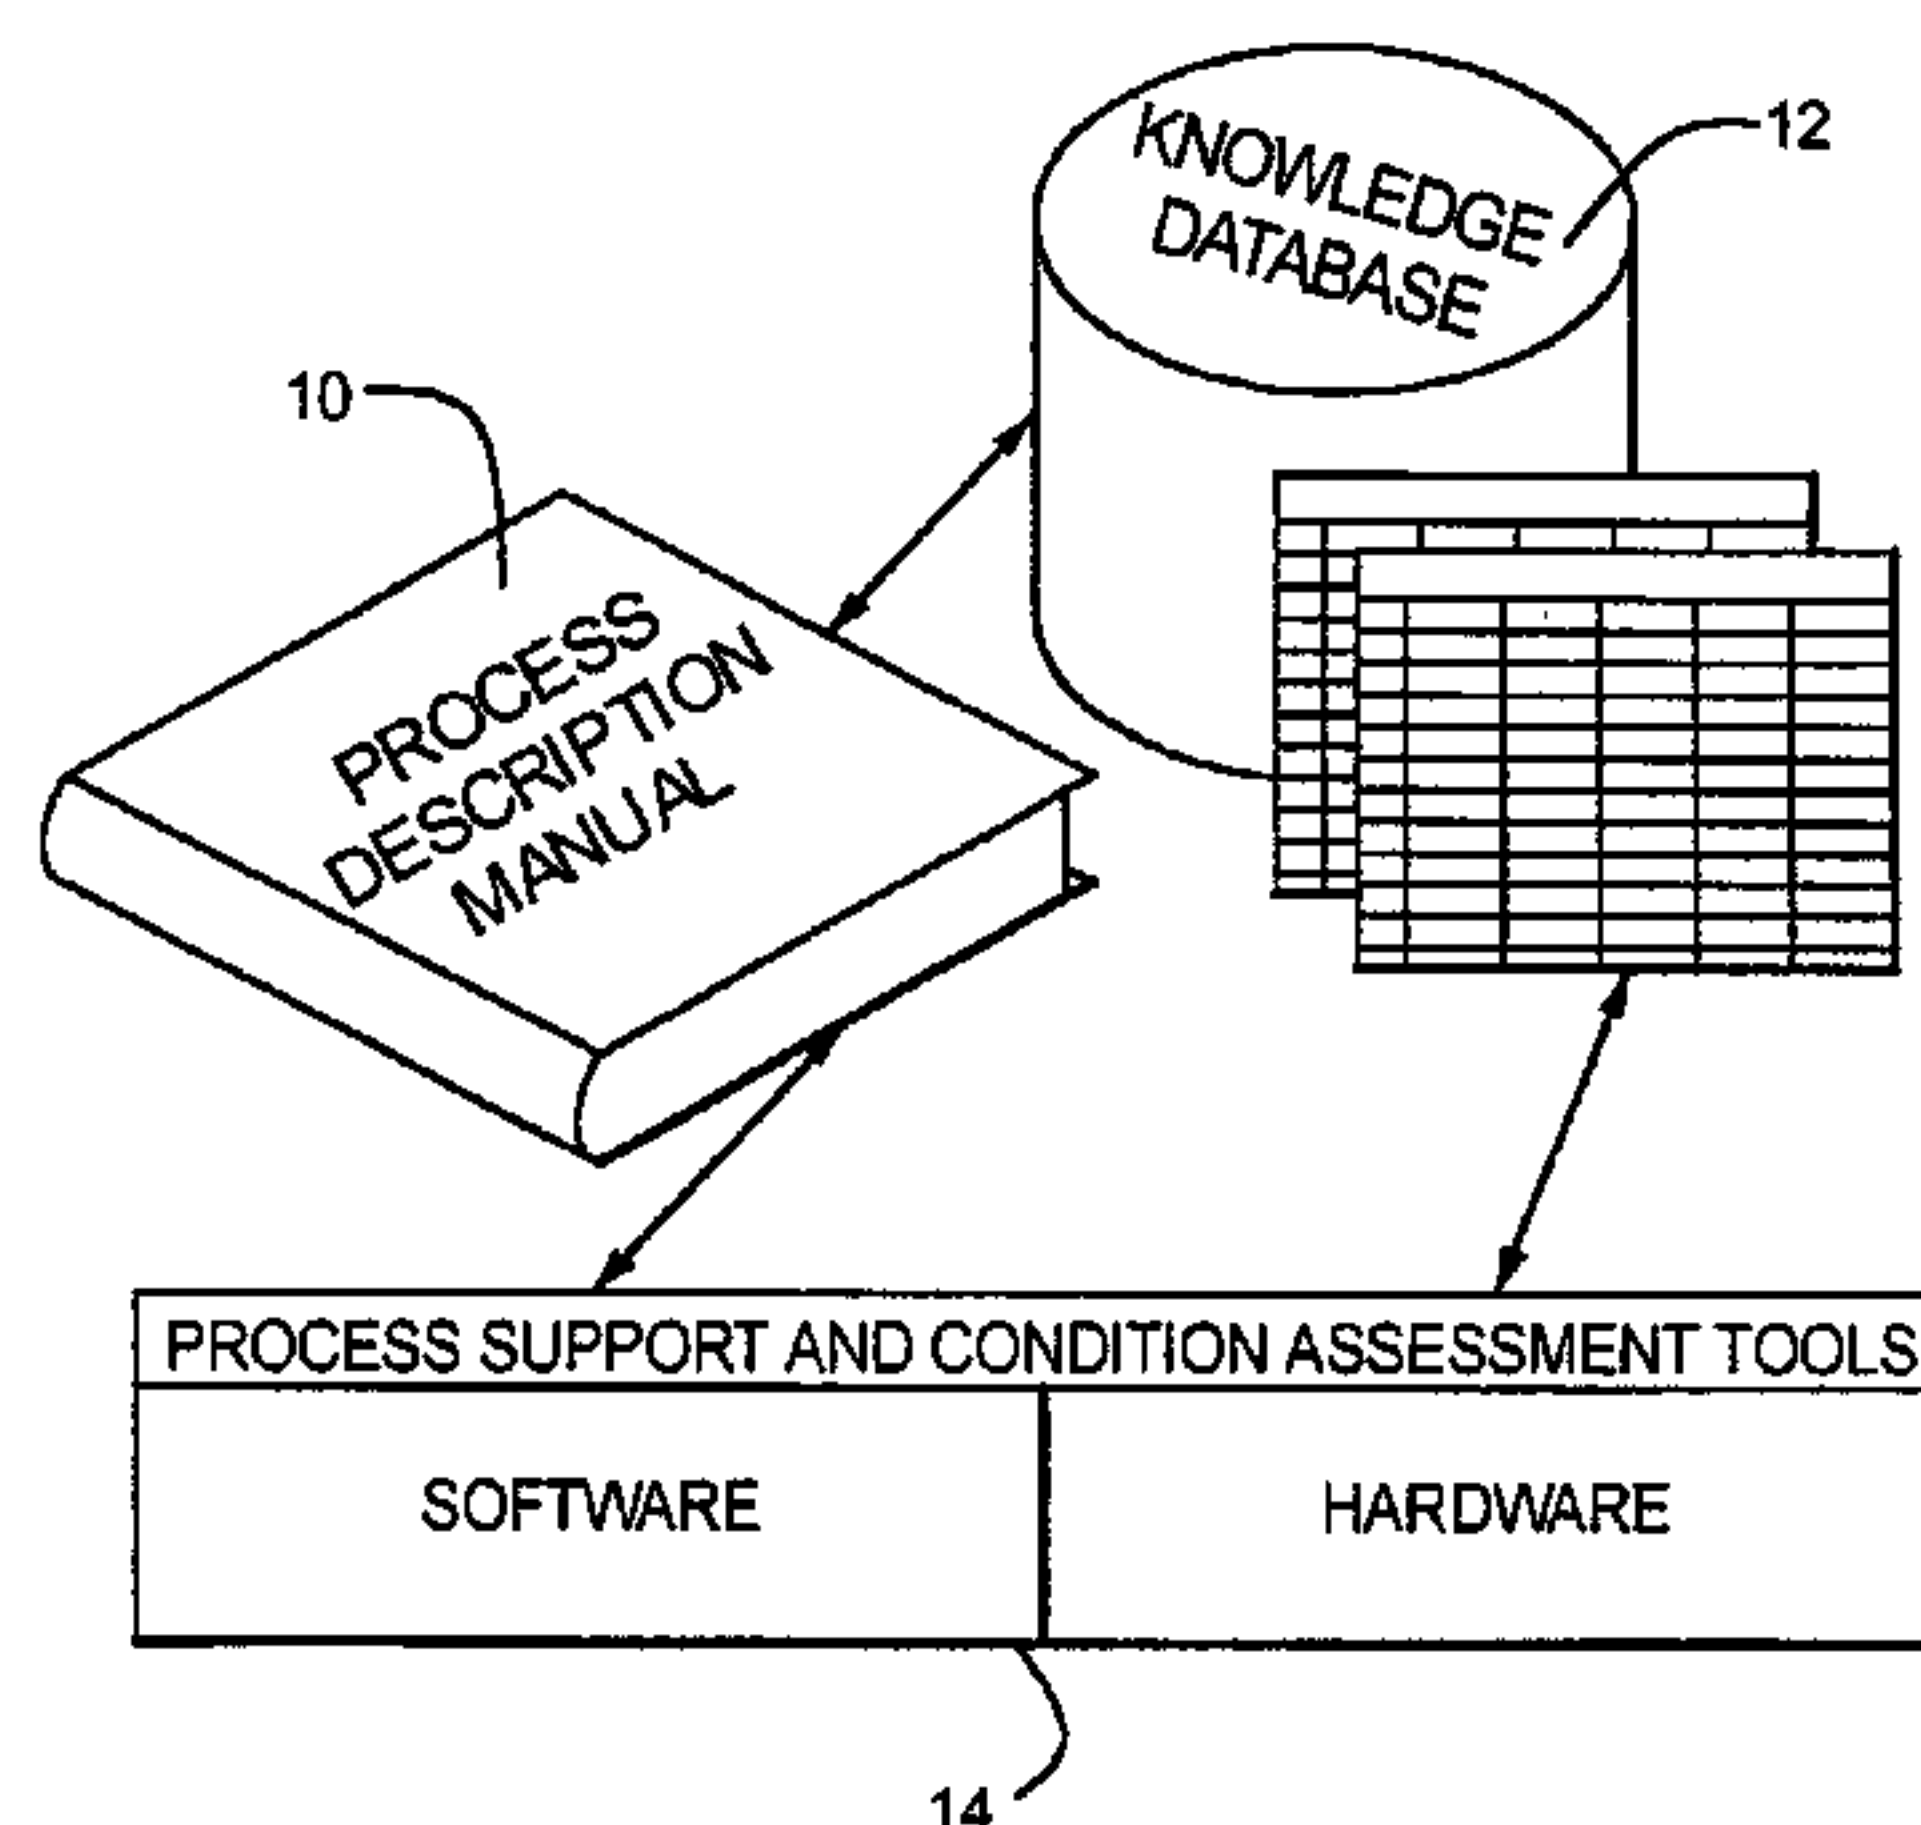 KNOWLEDGE
DATABASE
12
10
PROCESS
DESCRIPTION
MANUAL
PROCESS SUPPORT AND CONDITION ASSESSMENT TOOLS
SOFTWARE
HARDWARE
14